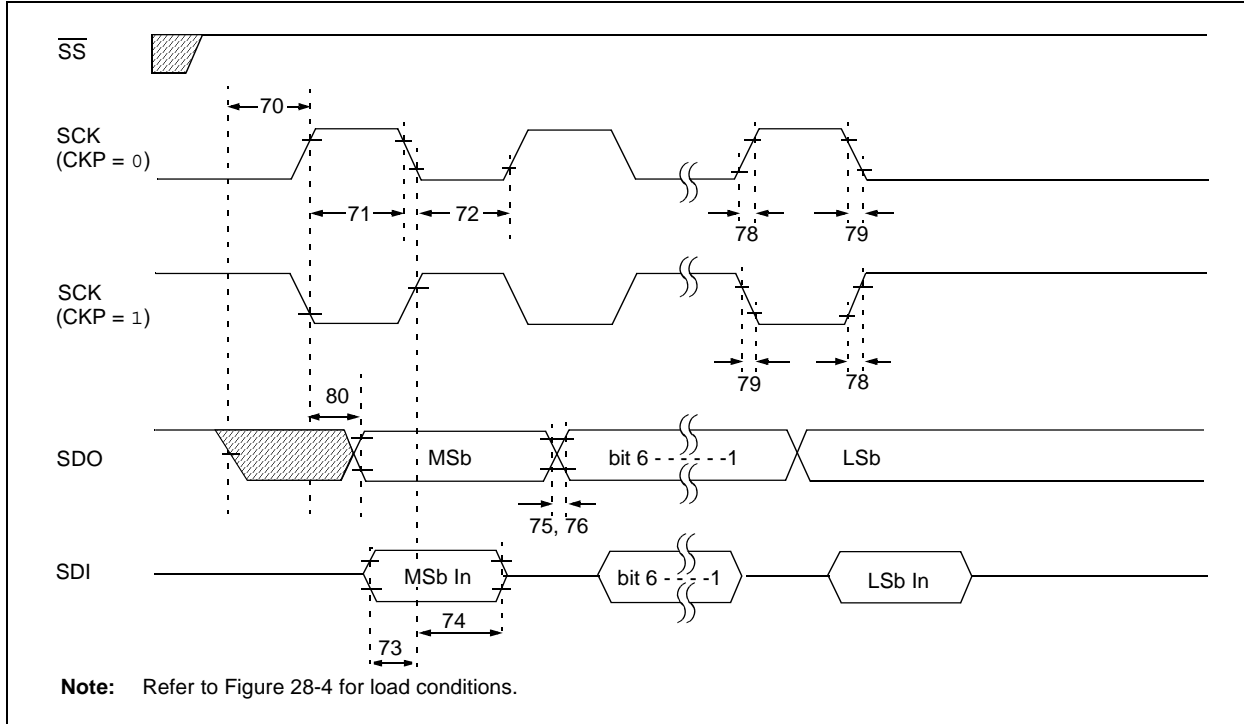 SS
70
SCK
(CKP = 0)
71
72
78
79
SCK
(CKP = 1)
79
78
80
SDO
MSb
bit 6 - - - - - -1
LSb
75, 76
SDI
MSb In
bit 6 - - - - -1
LSb In
74
73
Note: Refer to Figure 28-4 for load conditions.